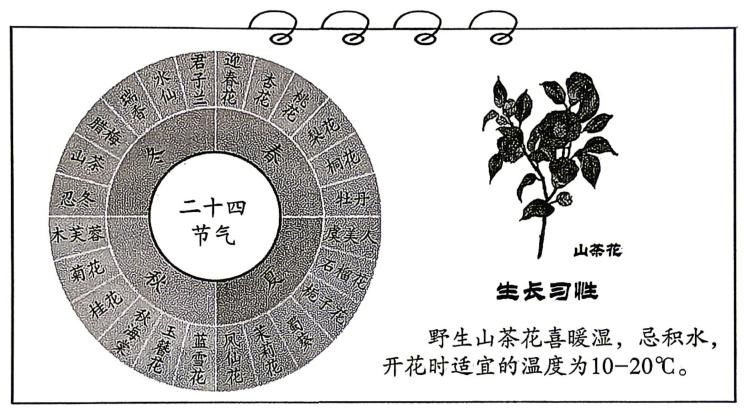 迎春花
杏花
桃花
梨花
桐花
牡丹
虞美人
石榴花
栀子花
蜀葵
茉莉花
凤仙花
蓝雪花
玉簪花
秋海棠
桂花
菊花
木芙蓉
忍冬
山茶
腊梅
瑞香
水仙
君子兰
春
夏
秋
冬
二十四
节气
山茶花
生长习性
野生山茶花喜暖湿，忌积水，
开花时适宜的温度为10-20℃。